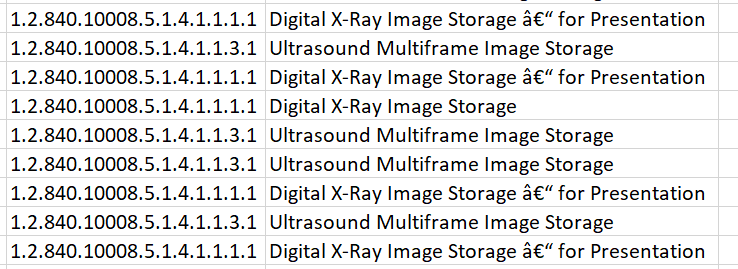 1.2.840.10008.5.1.4.1.1.1.1 Digital X-Ray Image Storage â€“ for Presentation
1.2.840.10008.5.1.4.1.1.3.1 Ultrasound Multiframe Image Storage
1.2.840.10008.5.1.4.1.1.1.1 Digital X-Ray Image Storage â€“ for Presentation
1.2.840.10008.5.1.4.1.1.1.1 Digital X-Ray Image Storage
1.2.840.10008.5.1.4.1.1.3.1 Ultrasound Multiframe Image Storage
1.2.840.10008.5.1.4.1.1.3.1 Ultrasound Multiframe Image Storage
1.2.840.10008.5.1.4.1.1.1.1 Digital X-Ray Image Storage â€“ for Presentation
1.2.840.10008.5.1.4.1.1.3.1 Ultrasound Multiframe Image Storage
1.2.840.10008.5.1.4.1.1.1.1 Digital X-Ray Image Storage â€“ for Presentation